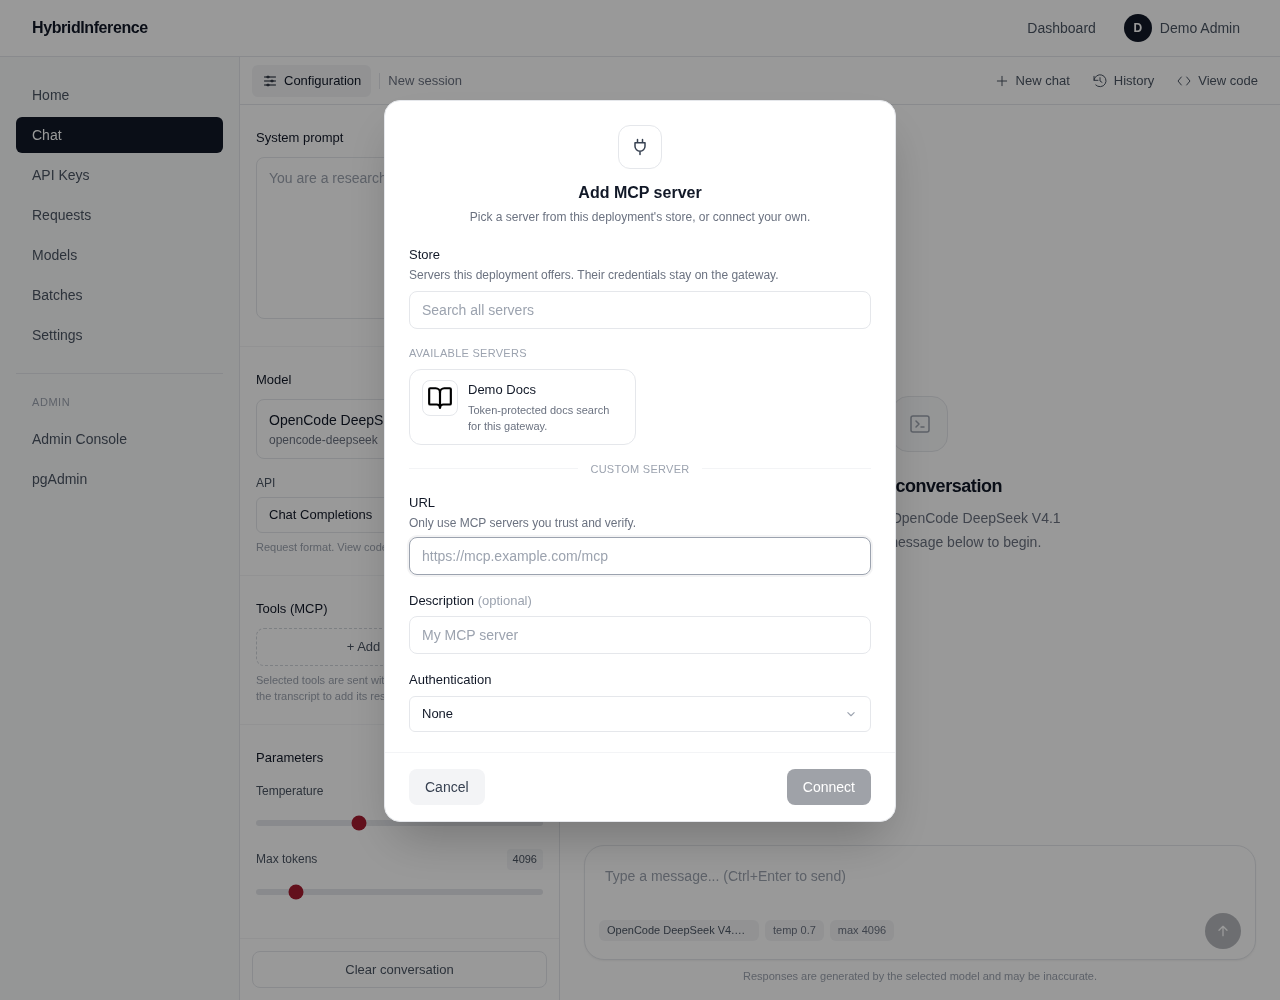 HybridInference
Dashboard
D
Demo Admin
Home
Chat
API Keys
Requests
Models
Batches
Settings
ADMIN
Admin Console
pgAdmin
Configuration
New session
New chat
History
View code
System prompt
You are a research
Model
OpenCode DeepS
opencode-deepseek
API
Chat Completions
Request format. View code
Tools (MCP)
+ Add
Selected tools are sent wit
the transcript to add its res
Parameters
Temperature
Max tokens
4096
Clear conversation
Add MCP server
Pick a server from this deployment's store, or connect your own.
Store
Servers this deployment offers. Their credentials stay on the gateway.
Search all servers
AVAILABLE SERVERS
Demo Docs
Token-protected docs search
for this gateway.
CUSTOM SERVER
URL
Only use MCP servers you trust and verify.
https://mcp.example.com/mcp
Description (optional)
My MCP server
Authentication
None
Cancel
Connect
conversation
OpenCode DeepSeek V4.1
message below to begin.
Type a message... (Ctrl+Enter to send)
OpenCode DeepSeek V4....
temp 0.7
max 4096
Responses are generated by the selected model and may be inaccurate.